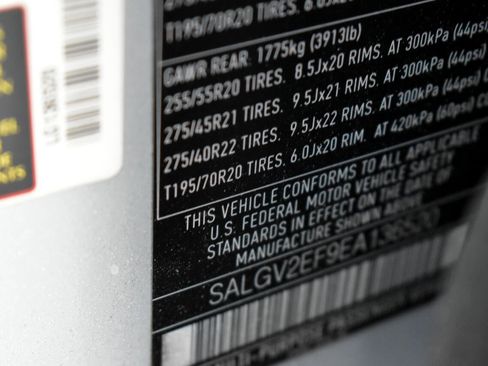 T195/70R20 TIRES. 6.0Jx20
GAWR REAR. 1775kg (3913lb)
255/55R20 TIRES. 8.5Jx20 RIMS. AT 300kPa (44psi)
275/45R21 TIRES. 9.5Jx21 RIMS. AT 300kPa (44psi)
275/40R22 TIRES. 9.5Jx22 RIMS. AT 300kPa (44psi)
T195/70R20 TIRES. 6.0Jx20 RIM. AT 420kPa (60psi)
THIS VEHICLE CONFORMS TO ALL APPLICABLE
U.S. FEDERAL MOTOR VEHICLE SAFETY
STANDARDS IN EFFECT ON THE DATE OF
MANUFACTURE SHOWN ABOVE
SALGV2EF9EA136520